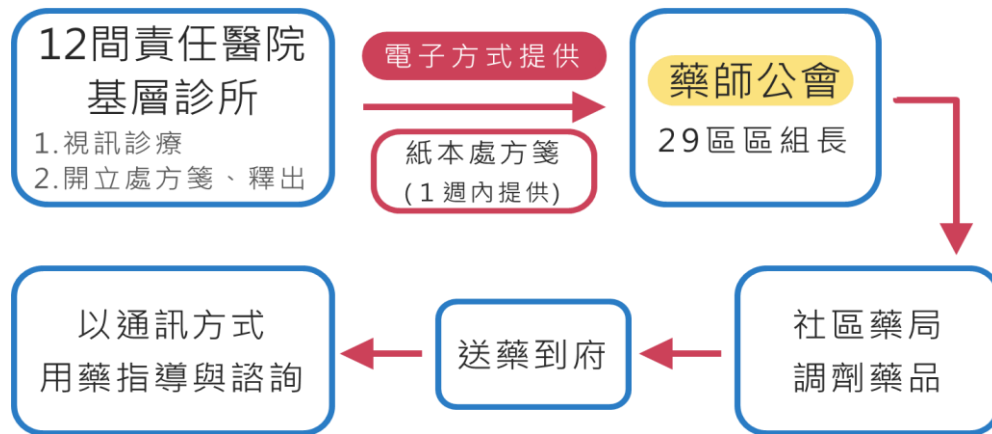 12間責任醫院
基層診所
1.視訊診療
2.開立處方箋、釋出
電子方式提供
紙本處方箋
(1週內提供)
藥師公會
29區區組長
社區藥局
調劑藥品
送藥到府
以通訊方式
用藥指導與諮詢